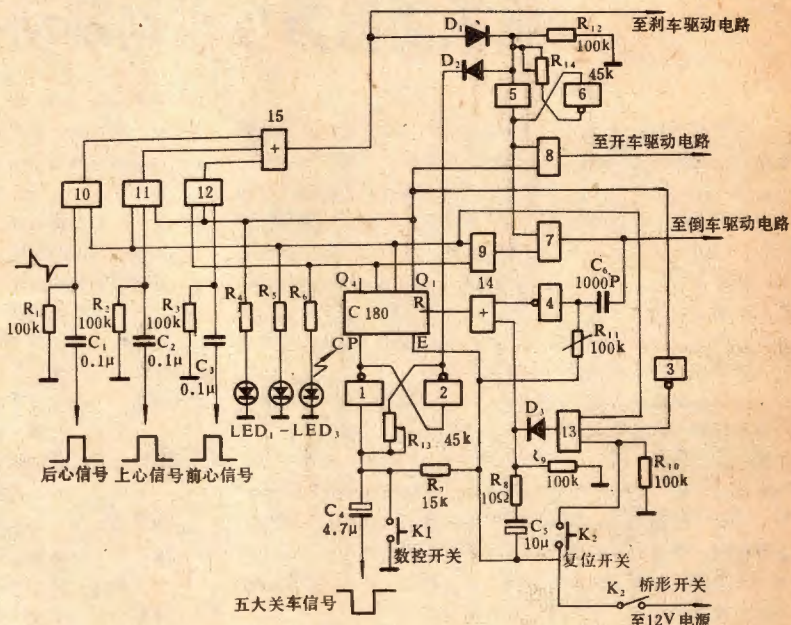 至刹车驱动电路
D₁
R₁₂
100k
D₂
R₁₄
45k
5
6
15
+
8
至开车驱动电路
10
11
12
至倒车驱动电路
9
7
14
C₆
1000P
Q₄
Q₁
R₄
R₅
R₆
C180
R
+
4
R₁
100k
R₂
100k
R₃
100k
CP
E
R₁₁
100k
C₁
0.1μ
C₂
0.1μ
C₃
0.1μ
1
2
3
D₃
13
LED₁-LED₃
R₁₃
45k
后心信号
上心信号
前心信号
R₇
15k
R₈
10Ω
100k
R₁₀
100k
C₄
4.7μ
K1
数控开关
C₅
10μ
K₂
复位开关
五大关车信号
K₂
桥形开关
至12V电源